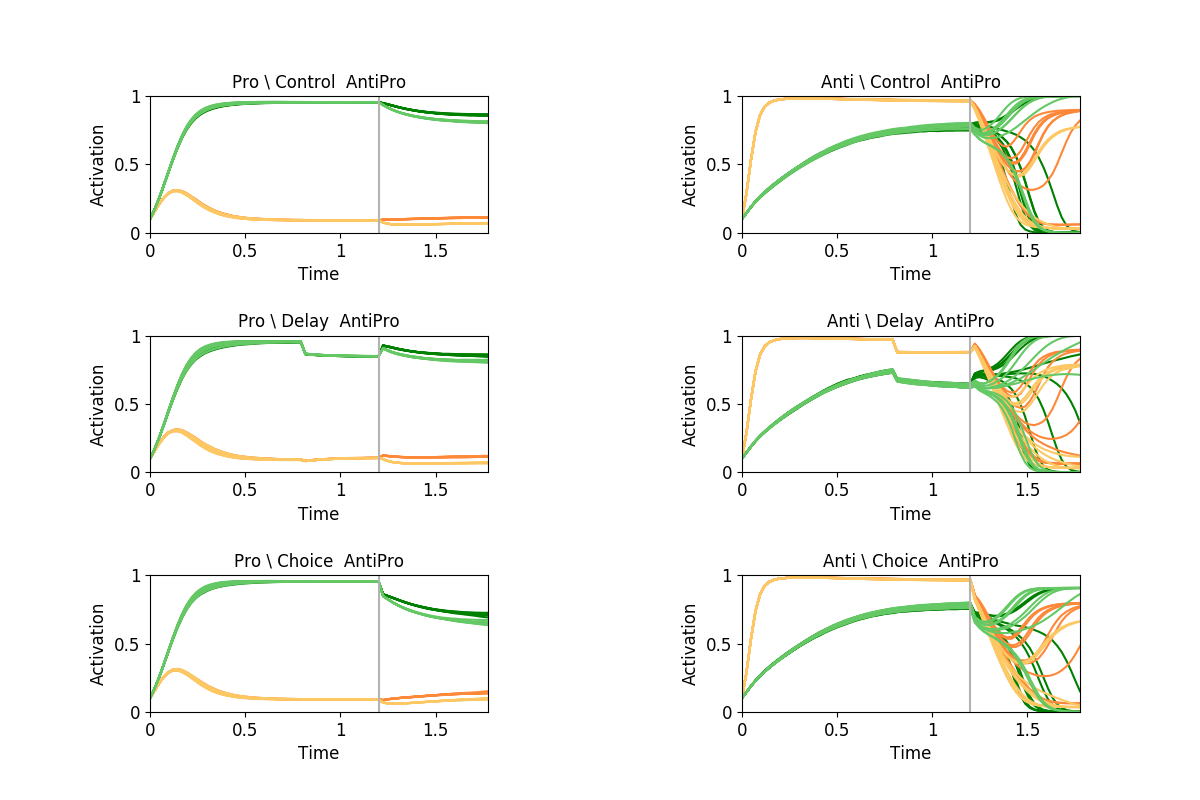 Pro \ Control  AntiPro
Activation
1
0.5
0
0
0.5
1
1.5
Time
Anti \ Control  AntiPro
Activation
1
0.5
0
0
0.5
1
1.5
Time
Pro \ Delay  AntiPro
Activation
1
0.5
0
0
0.5
1
1.5
Time
Anti \ Delay  AntiPro
Activation
1
0.5
0
0
0.5
1
1.5
Time
Pro \ Choice  AntiPro
Activation
1
0.5
0
0
0.5
1
1.5
Time
Anti \ Choice  AntiPro
Activation
1
0.5
0
0
0.5
1
1.5
Time